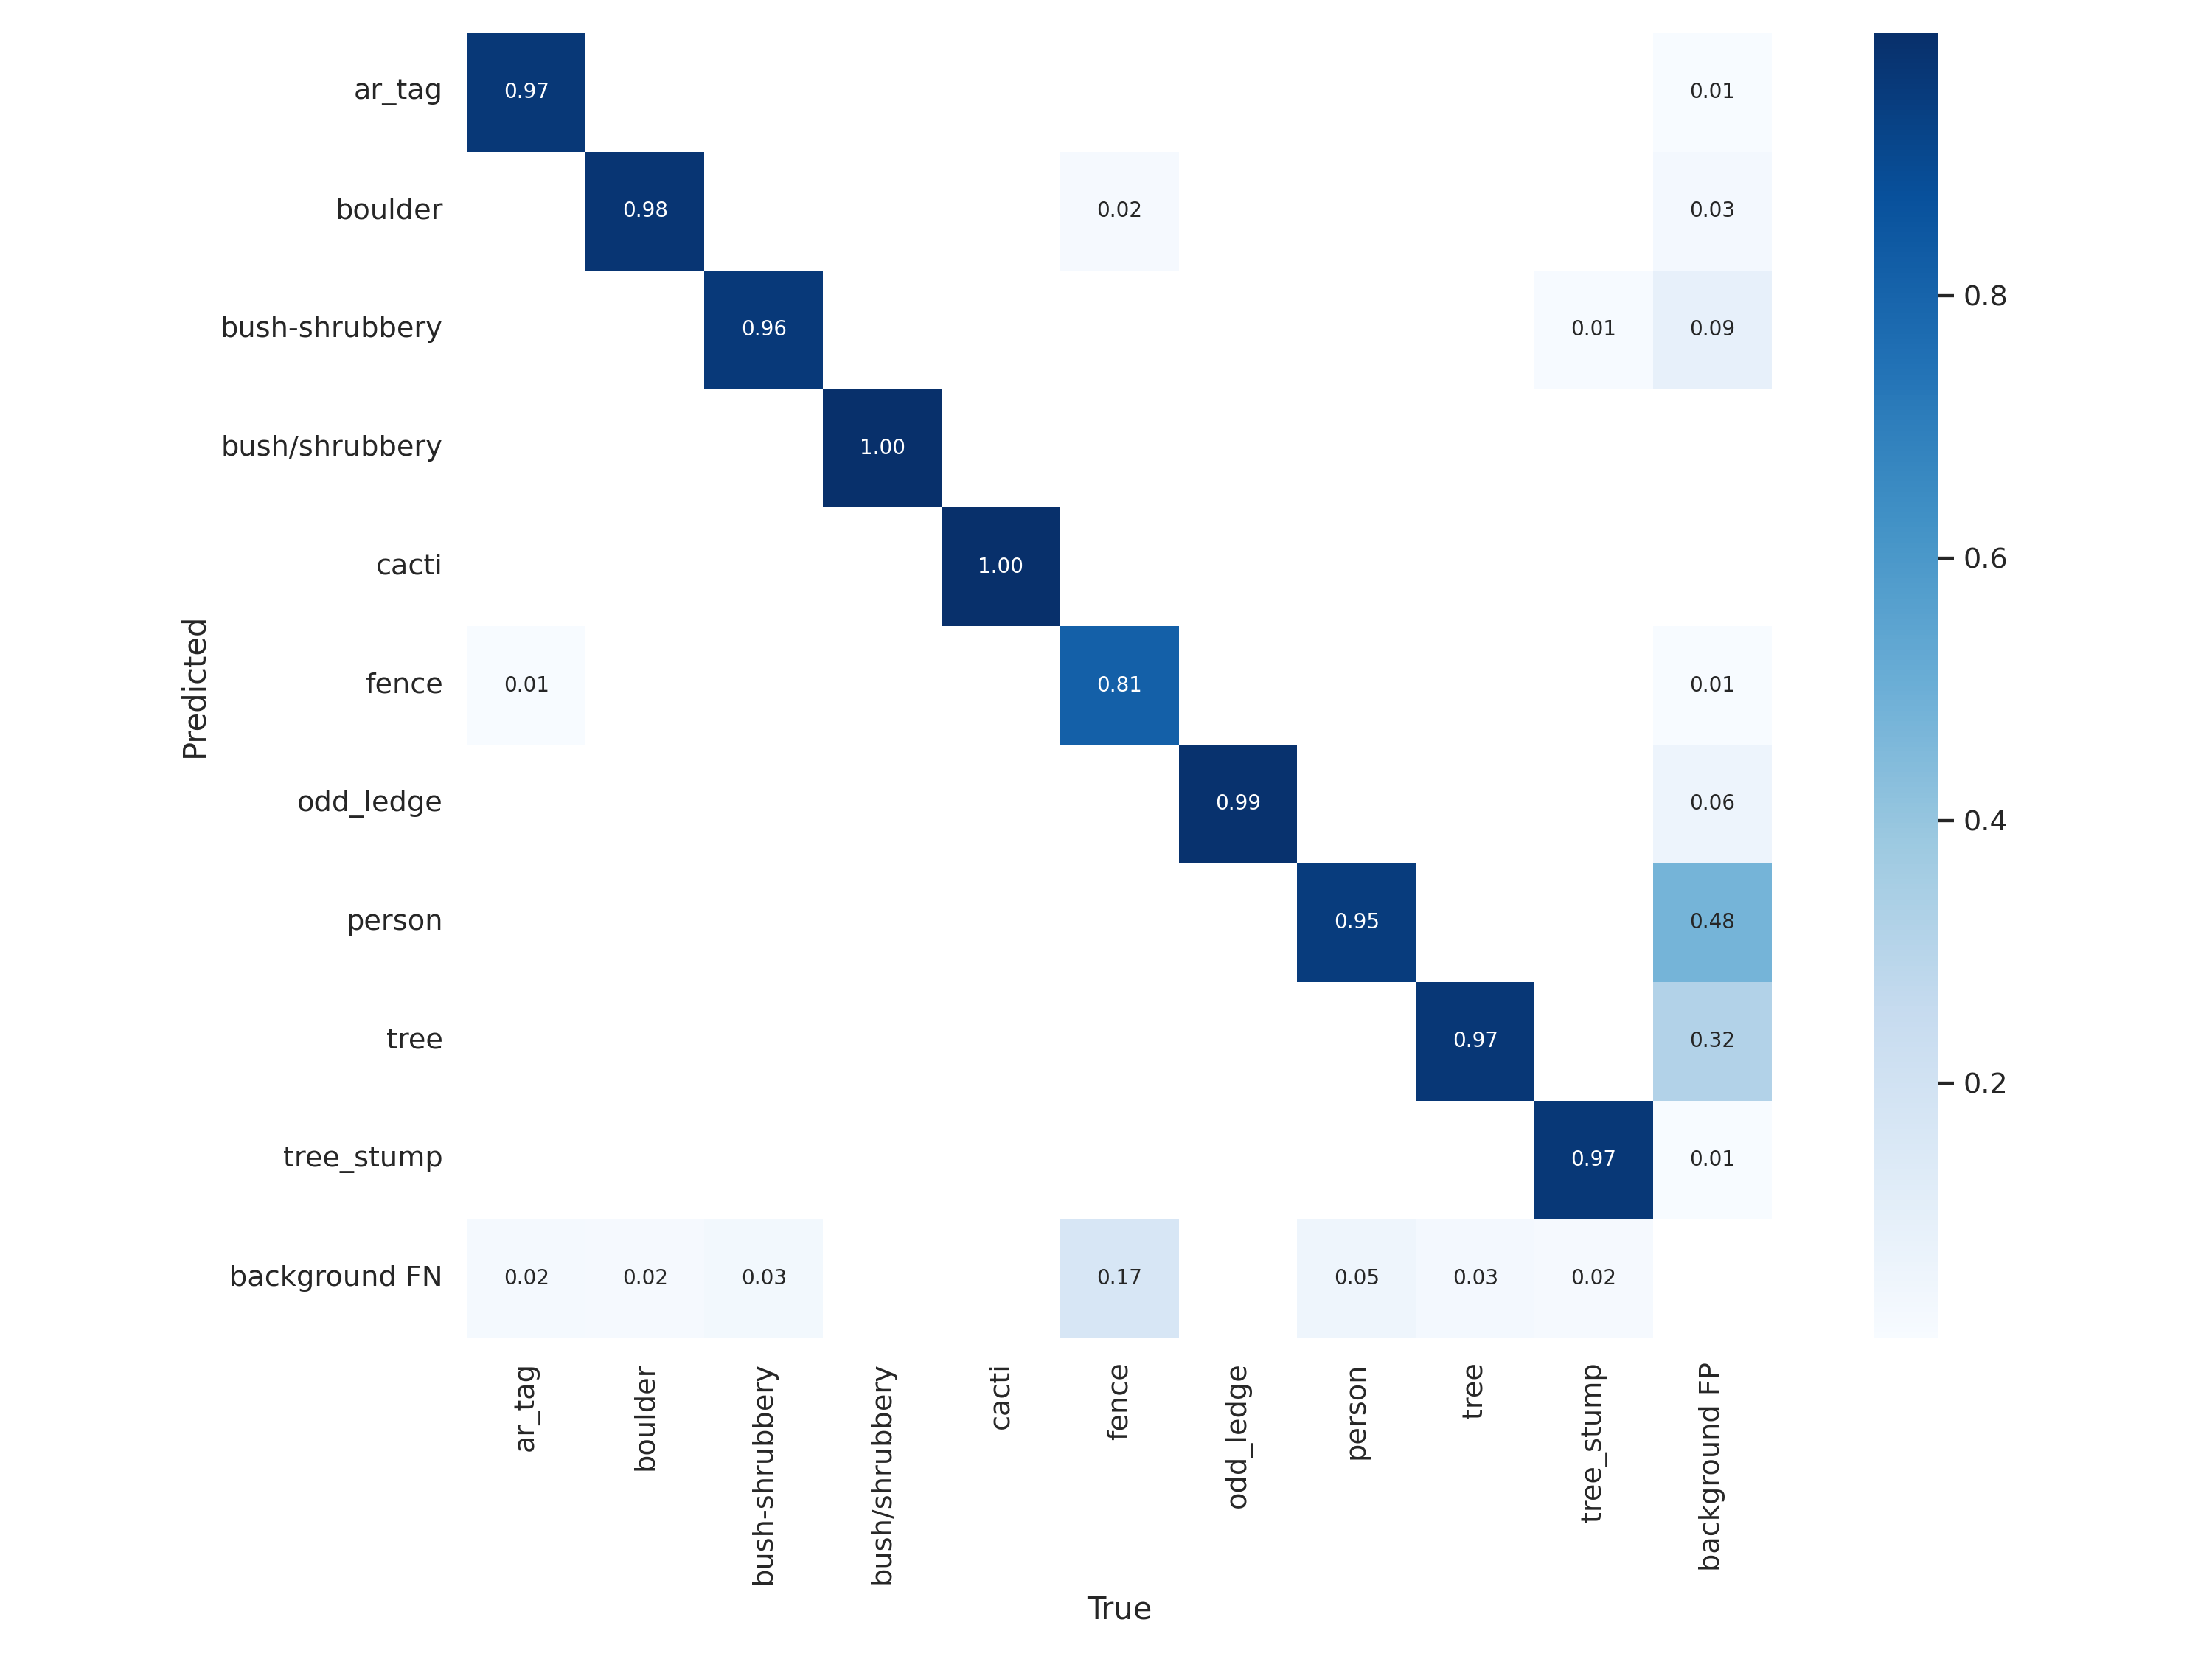 ar_tag 0.97 0.01
boulder 0.98 0.02 0.03
bush-shrubbery 0.96 0.01 0.09
0.8
bush/shrubbery 1.00
cacti 1.00
0.6
Predicted
fence 0.01 0.81 0.01
odd_ledge 0.99 0.06
0.4
person 0.95 0.48
tree 0.97 0.32
0.2
tree_stump 0.97 0.01
background FN 0.02 0.02 0.03 0.17 0.05 0.03 0.02
ar_tag
boulder
bush-shrubbery
bush/shrubbery
cacti
fence
odd_ledge
person
tree
tree_stump
background FP
True